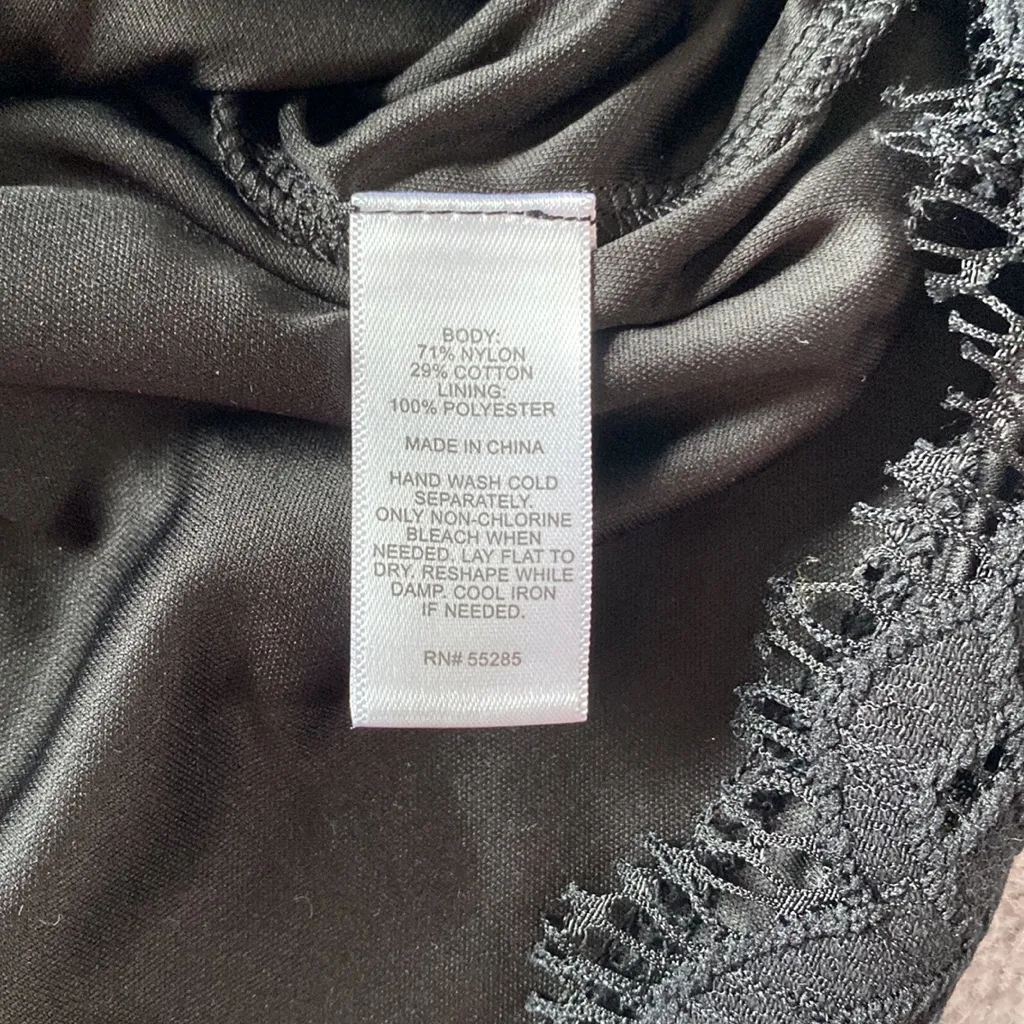 BODY:
71% NYLON
29% COTTON
LINING:
100% POLYESTER
MADE IN CHINA
HAND WASH COLD
SEPARATELY.
ONLY NON-CHLORINE
BLEACH WHEN
NEEDED. LAY FLAT TO
DRY. RESHAPE WHILE
DAMP. COOL IRON
IF NEEDED.
RN# 55285